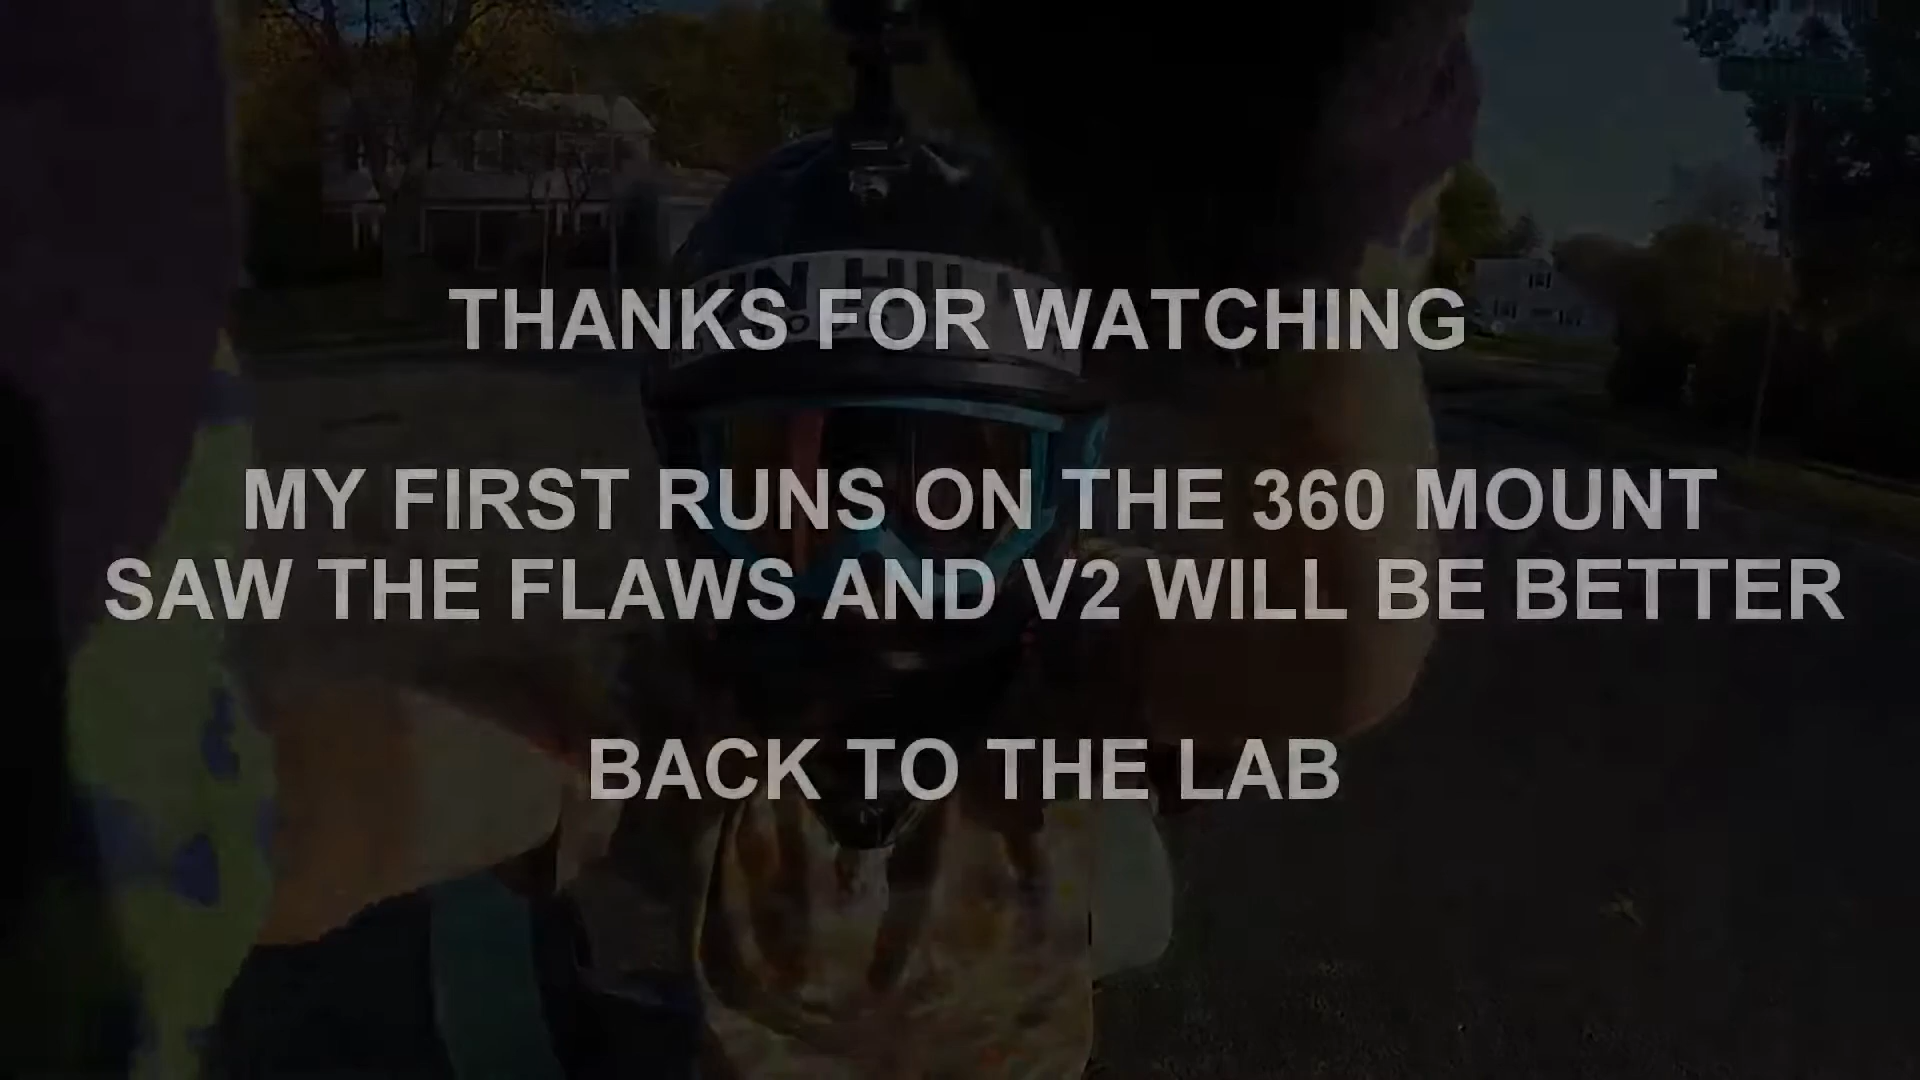 THANKS FOR WATCHING
MY FIRST RUNS ON THE 360 MOUNT
SAW THE FLAWS AND V2 WILL BE BETTER
BACK TO THE LAB